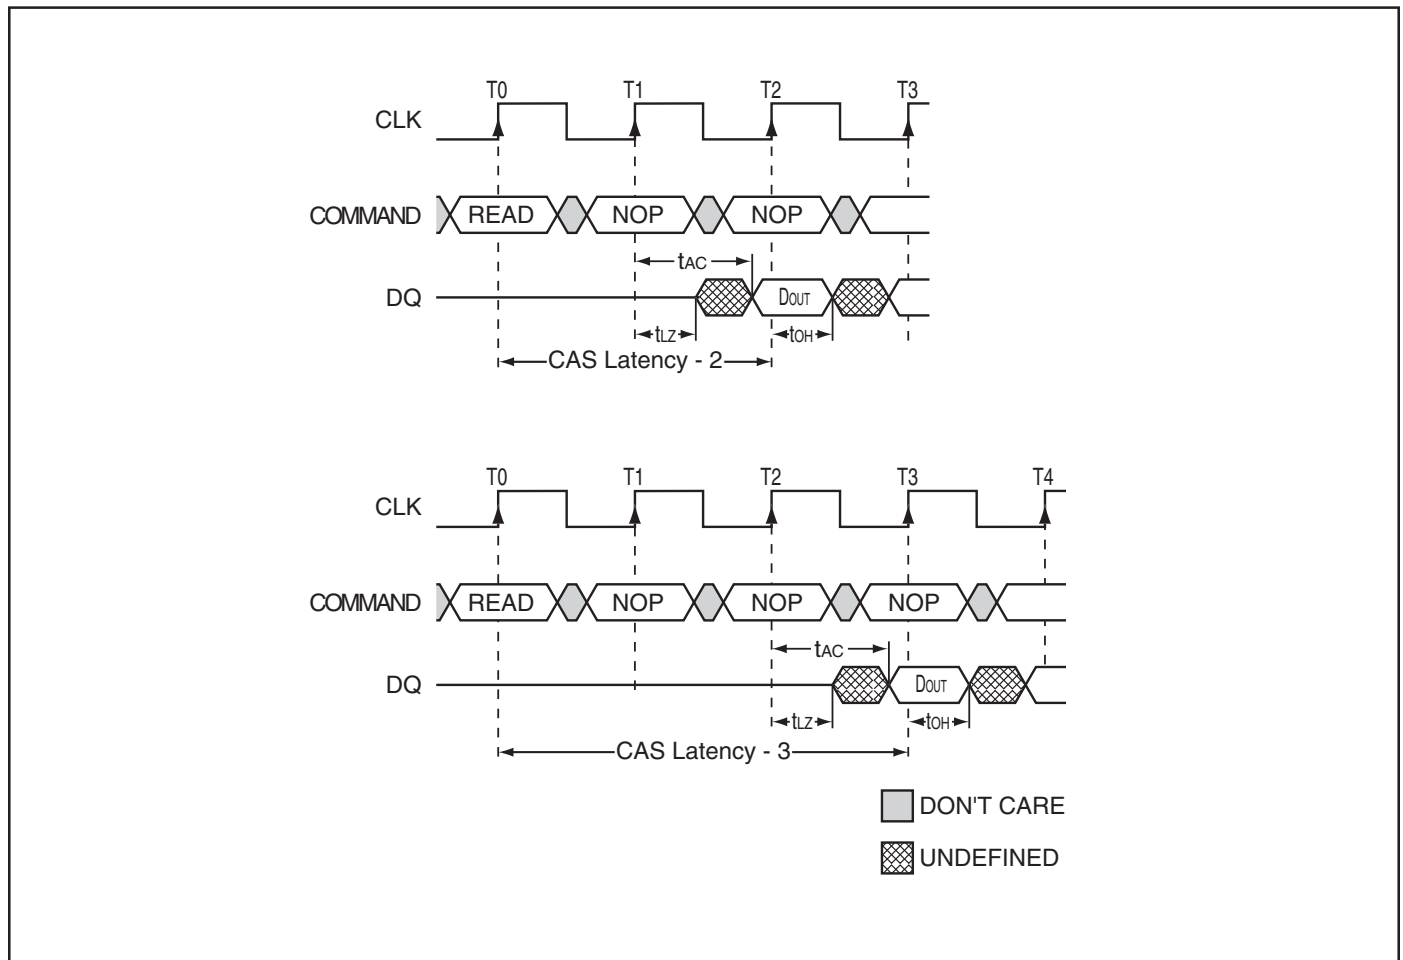 T0 T1 T2 T3
CLK
COMMAND READ NOP NOP
tAC
DQ DOUT
tLZ tOH
CAS Latency - 2
T0 T1 T2 T3 T4
CLK
COMMAND READ NOP NOP NOP
tAC
DQ DOUT
tLZ tOH
CAS Latency - 3
DON'T CARE
UNDEFINED